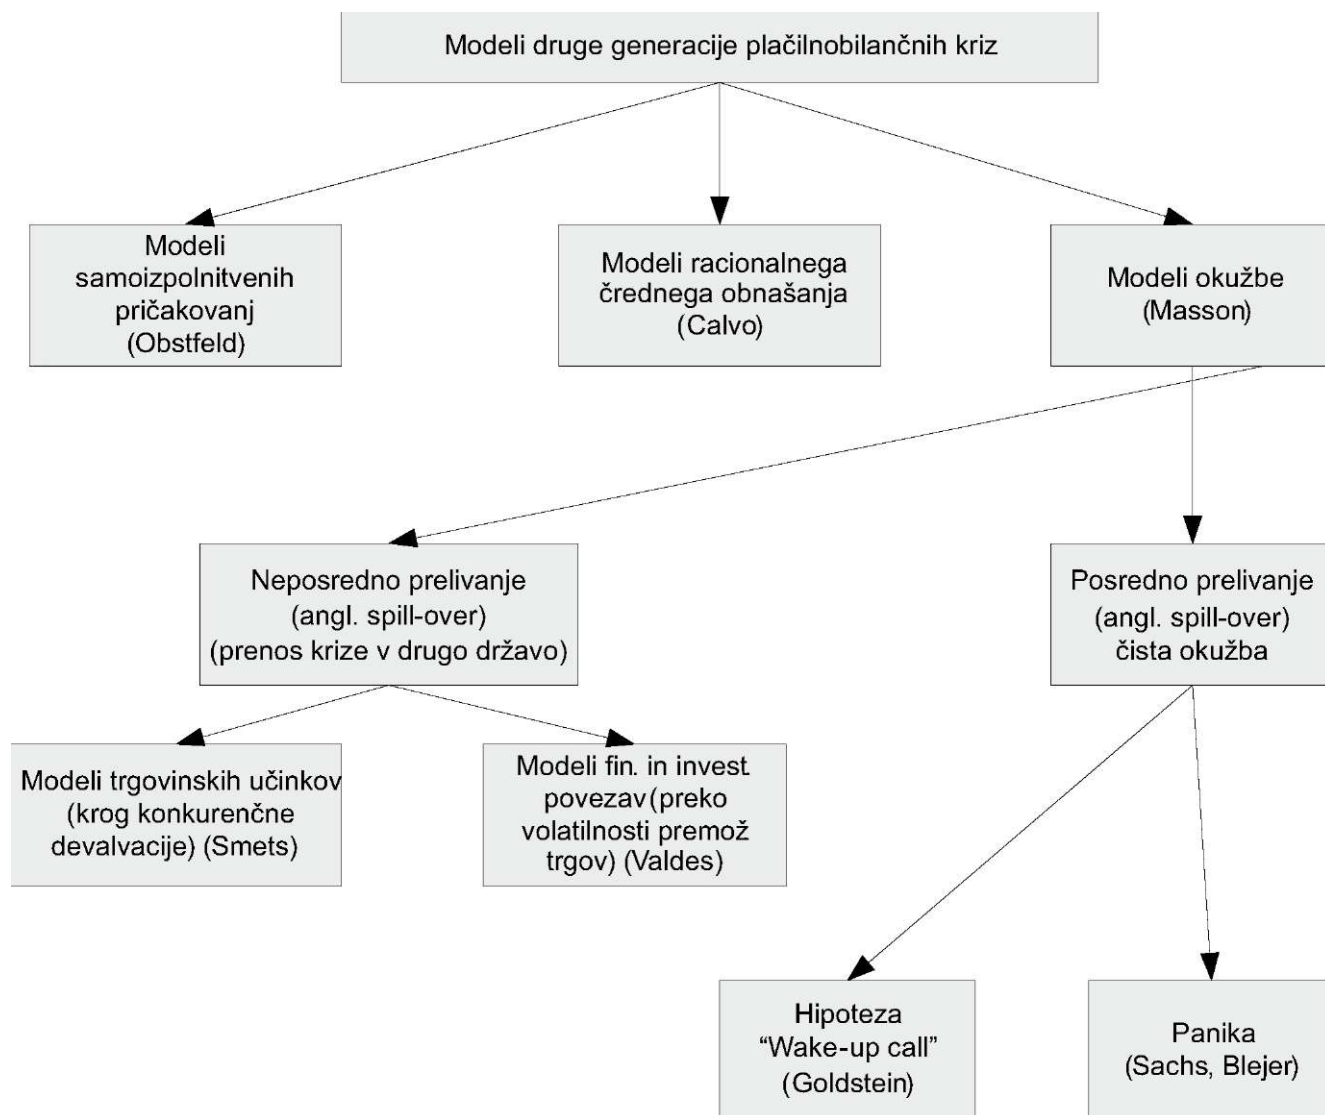 Modeli druge generacije plačilnobilančnih kriz
Modeli
samoizpolnitvenih
pričakovanj
(Obstfeld)
Modeli racionalnega
črednega obnašanja
(Calvo)
Modeli okužbe
(Masson)
Neposredno prelivanje
(angl. spill-over)
(prenos krize v drugo državo)
Posredno prelivanje
(angl. spill-over)
čista okužba
Modeli trgovinskih učinkov
(krog konkurenčne
devalvacije) (Smets)
Modeli fin. in invest.
povezav (preko
volatilnosti premož
trgov) (Valdes)
Hipoteza
“Wake-up call”
(Goldstein)
Panika
(Sachs, Blejer)